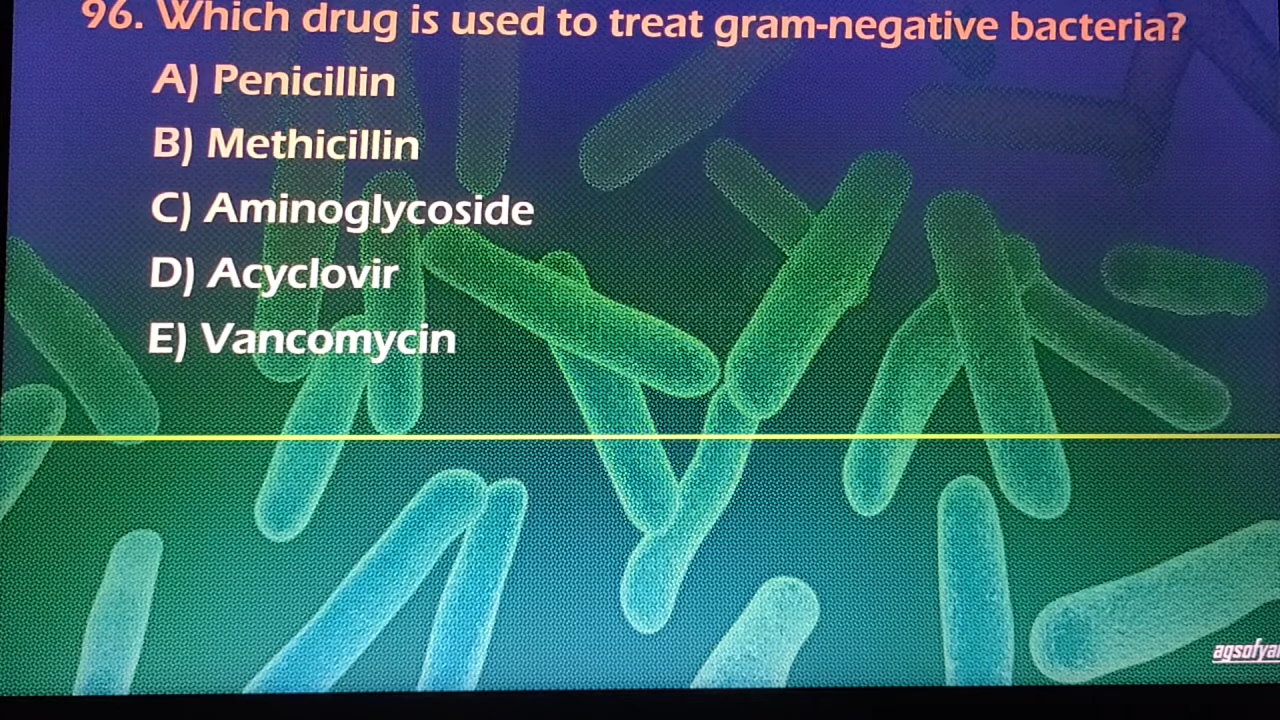 96. Which drug is used to treat gram-negative bacteria?
A) Penicillin
B) Methicillin
C) Aminoglycoside
D) Acyclovir
E) Vancomycin